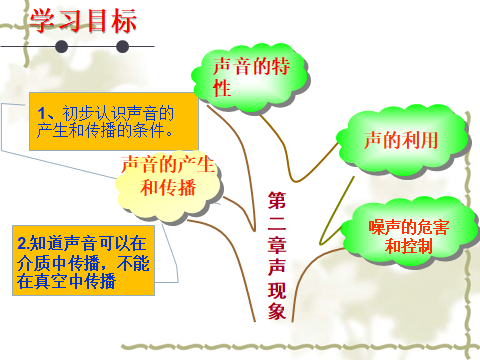 学习目标
声音的特
性
1、初步认识声音的
产生和传播的条件。
声的利用
声音的产生
和传播
第二章声现象
噪声的危害
和控制
2.知道声音可以在
介质中传播，不能
在真空中传播